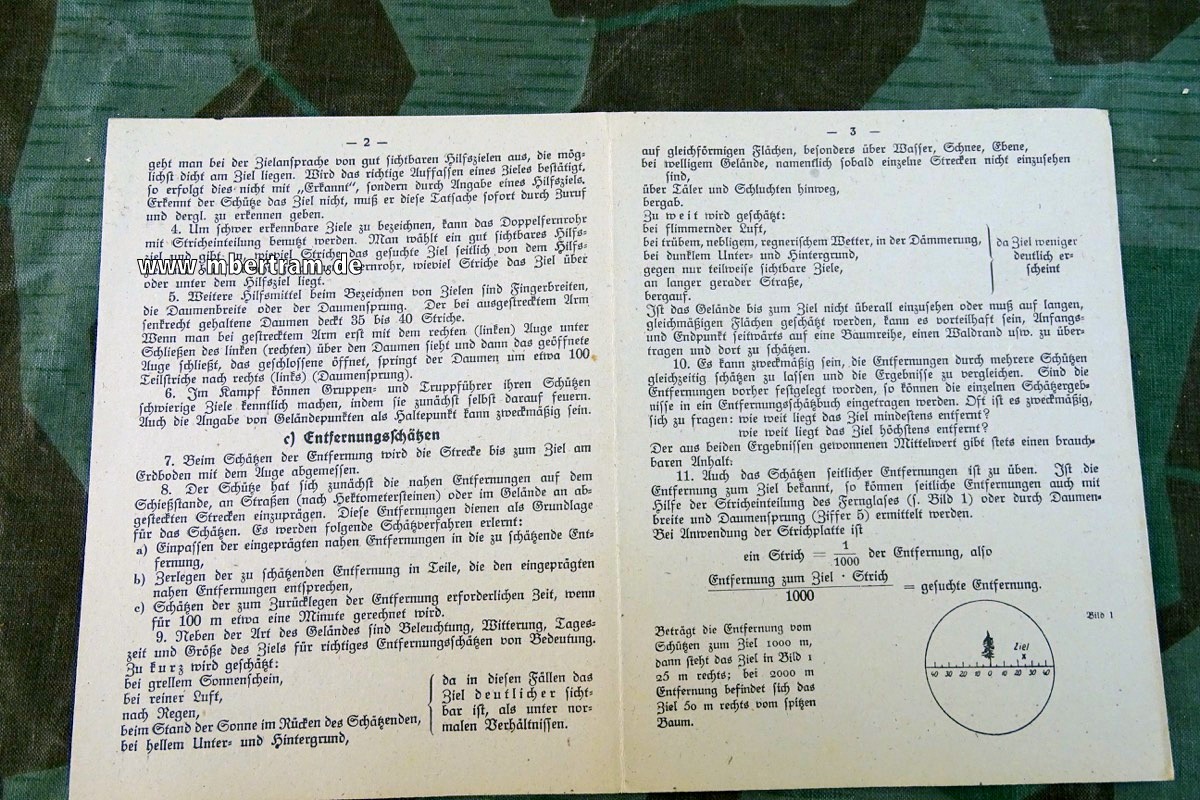 — 2 —
geht man bei der Zielansprache von gut sichtbaren Hilfszielen aus, die mög-
lichst dicht am Ziel liegen. Wird das richtige Auffassen eines Zieles bestätigt,
so erfolgt dies nicht mit „Erkannt“, sondern durch Angabe eines Hilfsziels.
Erkennt der Schütze das Ziel nicht, muß er diese Tatsache sofort durch Zuruf
und dergl. zu erkennen geben.
4. Um schwer erkennbare Ziele zu bezeichnen, kann das Doppelfernrohr
mit Stricheinteilung benutzt werden. Man wählt ein gut sichtbares Hilfs-
ziel und gibt wieviel Striche das gesuchte Ziel seitlich von dem Hilfs-
www.mbertram.de
fernrohr, wieviel Striche das Ziel über
oder unter dem Hilfsziel liegt.
5. Weitere Hilfsmittel beim Bezeichnen von Zielen sind Fingerbreiten,
die Daumenbreite oder der Daumensprung. Der bei ausgestrecktem Arm
senkrecht gehaltene Daumen deckt 35 bis 40 Striche.
Wenn man bei gestrecktem Arm erst mit dem rechten (linken) Auge unter
Schließen des linken (rechten) über den Daumen sieht und dann das geöffnete
Auge schließt, das geschlossene öffnet, springt der Daumen um etwa 100
Teilstriche nach rechts (links) (Daumensprung).
6. Im Kampf können Gruppen- und Truppführer ihren Schützen
schwierige Ziele kenntlich machen, indem sie zunächst selbst darauf feuern.
Auch die Angabe von Geländepunkten als Haltepunkt kann zweckmäßig sein.
c) Entfernungsschätzen
7. Beim Schätzen der Entfernung wird die Strecke bis zum Ziel am
Erdboden mit dem Auge abgemessen.
8. Der Schütze hat sich zunächst die nahen Entfernungen auf dem
Schießstande, an Straßen (nach Hektometersteinen) oder im Gelände an ab-
gesteckten Strecken einzuprägen. Diese Entfernungen dienen als Grundlage
für das Schätzen. Es werden folgende Schätzverfahren erlernt:
a) Einpassen der eingeprägten nahen Entfernungen in die zu schätzende Ent-
fernung,
b) Zerlegen der zu schätzenden Entfernung in Teile, die den eingeprägten
nahen Entfernungen entsprechen,
c) Schätzen der zum Zurücklegen der Entfernung erforderlichen Zeit, wenn
für 100 m etwa eine Minute gerechnet wird.
9. Neben der Art des Geländes sind Beleuchtung, Witterung, Tages-
zeit und Größe des Ziels für richtiges Entfernungsschätzen von Bedeutung.
Zu kurz wird geschätzt:
bei grellem Sonnenschein,
bei reiner Luft,
nach Regen,
beim Stand der Sonne im Rücken des Schätzenden,
bei hellem Unter- und Hintergrund,
da in diesen Fällen das
Ziel deutlicher sicht-
bar ist, als unter nor-
malen Verhältnissen.
— 3 —
auf gleichförmigen Flächen, besonders über Wasser, Schnee, Ebene,
bei welligem Gelände, namentlich sobald einzelne Strecken nicht einzusehen
sind,
über Täler und Schluchten hinweg,
bergab.
Zu weit wird geschätzt:
bei flimmernder Luft,
bei trübem, nebligem, regnerischem Wetter, in der Dämmerung,
bei dunklem Unter- und Hintergrund,
gegen nur teilweise sichtbare Ziele,
an langer gerader Straße,
bergauf.
da Ziel weniger
deutlich er-
scheint
Ist das Gelände bis zum Ziel nicht überall einzusehen oder muß auf langen,
gleichmäßigen Flächen geschätzt werden, kann es vorteilhaft sein, Anfangs-
und Endpunkt seitwärts auf eine Baumreihe, einen Waldrand usw. zu über-
tragen und dort zu schätzen.
10. Es kann zweckmäßig sein, die Entfernungen durch mehrere Schützen
gleichzeitig schätzen zu lassen und die Ergebnisse zu vergleichen. Sind die
Entfernungen vorher festgelegt worden, so können die einzelnen Schätzergeb-
nisse in ein Entfernungsschätzbuch eingetragen werden. Oft ist es zweckmäßig,
sich zu fragen: wie weit liegt das Ziel mindestens entfernt?
wie weit liegt das Ziel höchstens entfernt?
Der aus beiden Ergebnissen gewonnenen Mittelwert gibt stets einen brauch-
baren Anhalt:
11. Auch das Schätzen seitlicher Entfernungen ist zu üben. Ist die
Entfernung zum Ziel bekannt, so können seitliche Entfernungen auch mit
Hilfe der Stricheinteilung des Fernglases (s. Bild 1) oder durch Daumen-
breite und Daumensprung (Ziffer 5) ermittelt werden.
Bei Anwendung der Strichplatte ist
ein Strich = 1/1000 der Entfernung, also
Entfernung zum Ziel · Strich
1000
= gesuchte Entfernung.
Beträgt die Entfernung vom
Schützen zum Ziel 1000 m,
dann steht das Ziel in Bild 1
25 m rechts; bei 2000 m
Entfernung befindet sich das
Ziel 50 m rechts vom spitzen
Baum.
Bild 1
Ziel
x
40 30 20 10 0 10 20 30 40